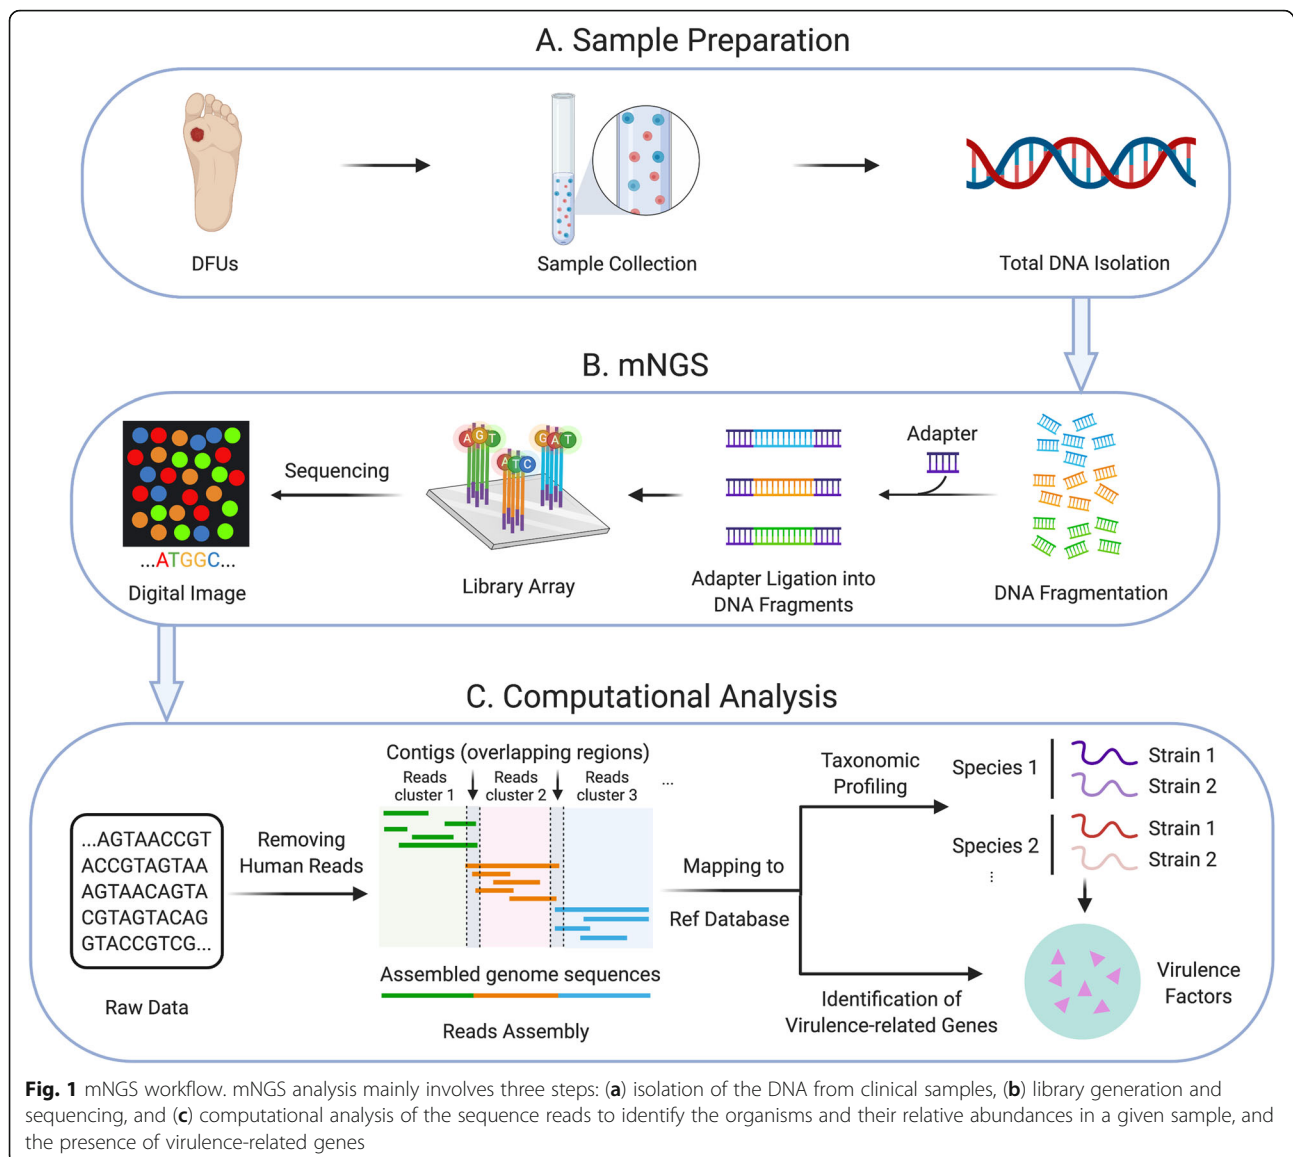 A. Sample Preparation
DFUs
Sample Collection
Total DNA Isolation
B. mNGS
A G T
A T C
G A T
Adapter
Sequencing
...ATGGC...
Digital Image
Library Array
Adapter Ligation into
DNA Fragments
DNA Fragmentation
C. Computational Analysis
...AGTAACCGT
ACCGTAGTAA
AGTAACAGTA
CGTAGTACAG
GTACCGTCG...
Raw Data
Removing
Human Reads
Contigs (overlapping regions)
Reads
cluster 1
Reads
cluster 2
Reads
cluster 3
...
Assembled genome sequences
Reads Assembly
Mapping to
Ref Database
Taxonomic
Profiling
Species 1
Strain 1
Strain 2
Species 2
Strain 1
Strain 2
...
Identification of
Virulence-related Genes
Virulence
Factors
Fig. 1 mNGS workflow. mNGS analysis mainly involves three steps: (a) isolation of the DNA from clinical samples, (b) library generation and
sequencing, and (c) computational analysis of the sequence reads to identify the organisms and their relative abundances in a given sample, and
the presence of virulence-related genes